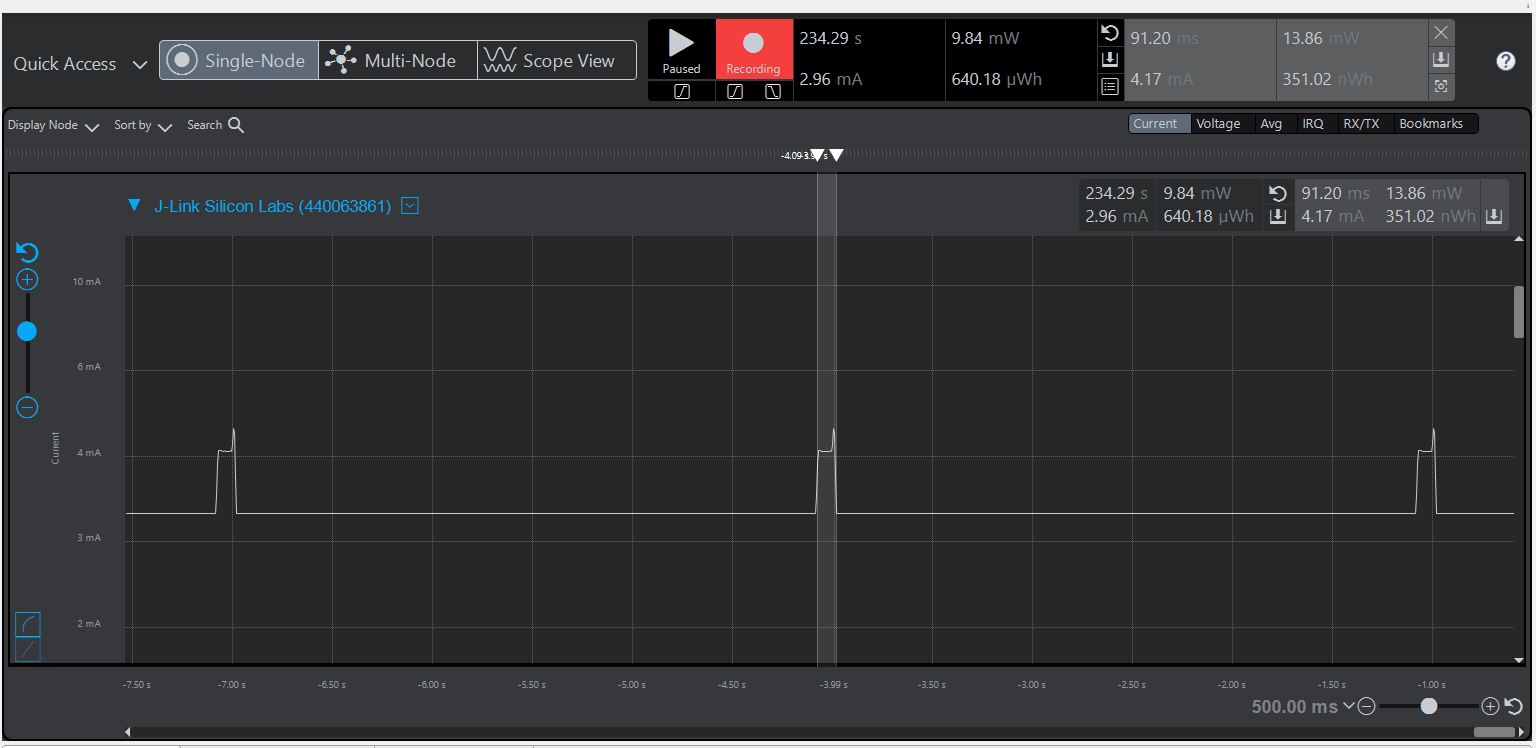 Quick Access Single-Node Multi-Node Scope View
Paused Recording
234.29 s 9.84 mW
2.96 mA 640.18 µWh
91.20 ms 13.86 mW
4.17 mA 351.02 nWh
Display Node Sort by Search
Current Voltage Avg IRQ RX/TX Bookmarks
J-Link Silicon Labs (440063861)
234.29 s 9.84 mW
2.96 mA 640.18 µWh
91.20 ms 13.86 mW
4.17 mA 351.02 nWh
10 mA
6 mA
4 mA
3 mA
2 mA
Current
-7.50 s -7.00 s -6.50 s -6.00 s -5.50 s -5.00 s -4.50 s -3.99 s -3.50 s -3.00 s -2.50 s -2.00 s -1.50 s -1.00 s
500.00 ms